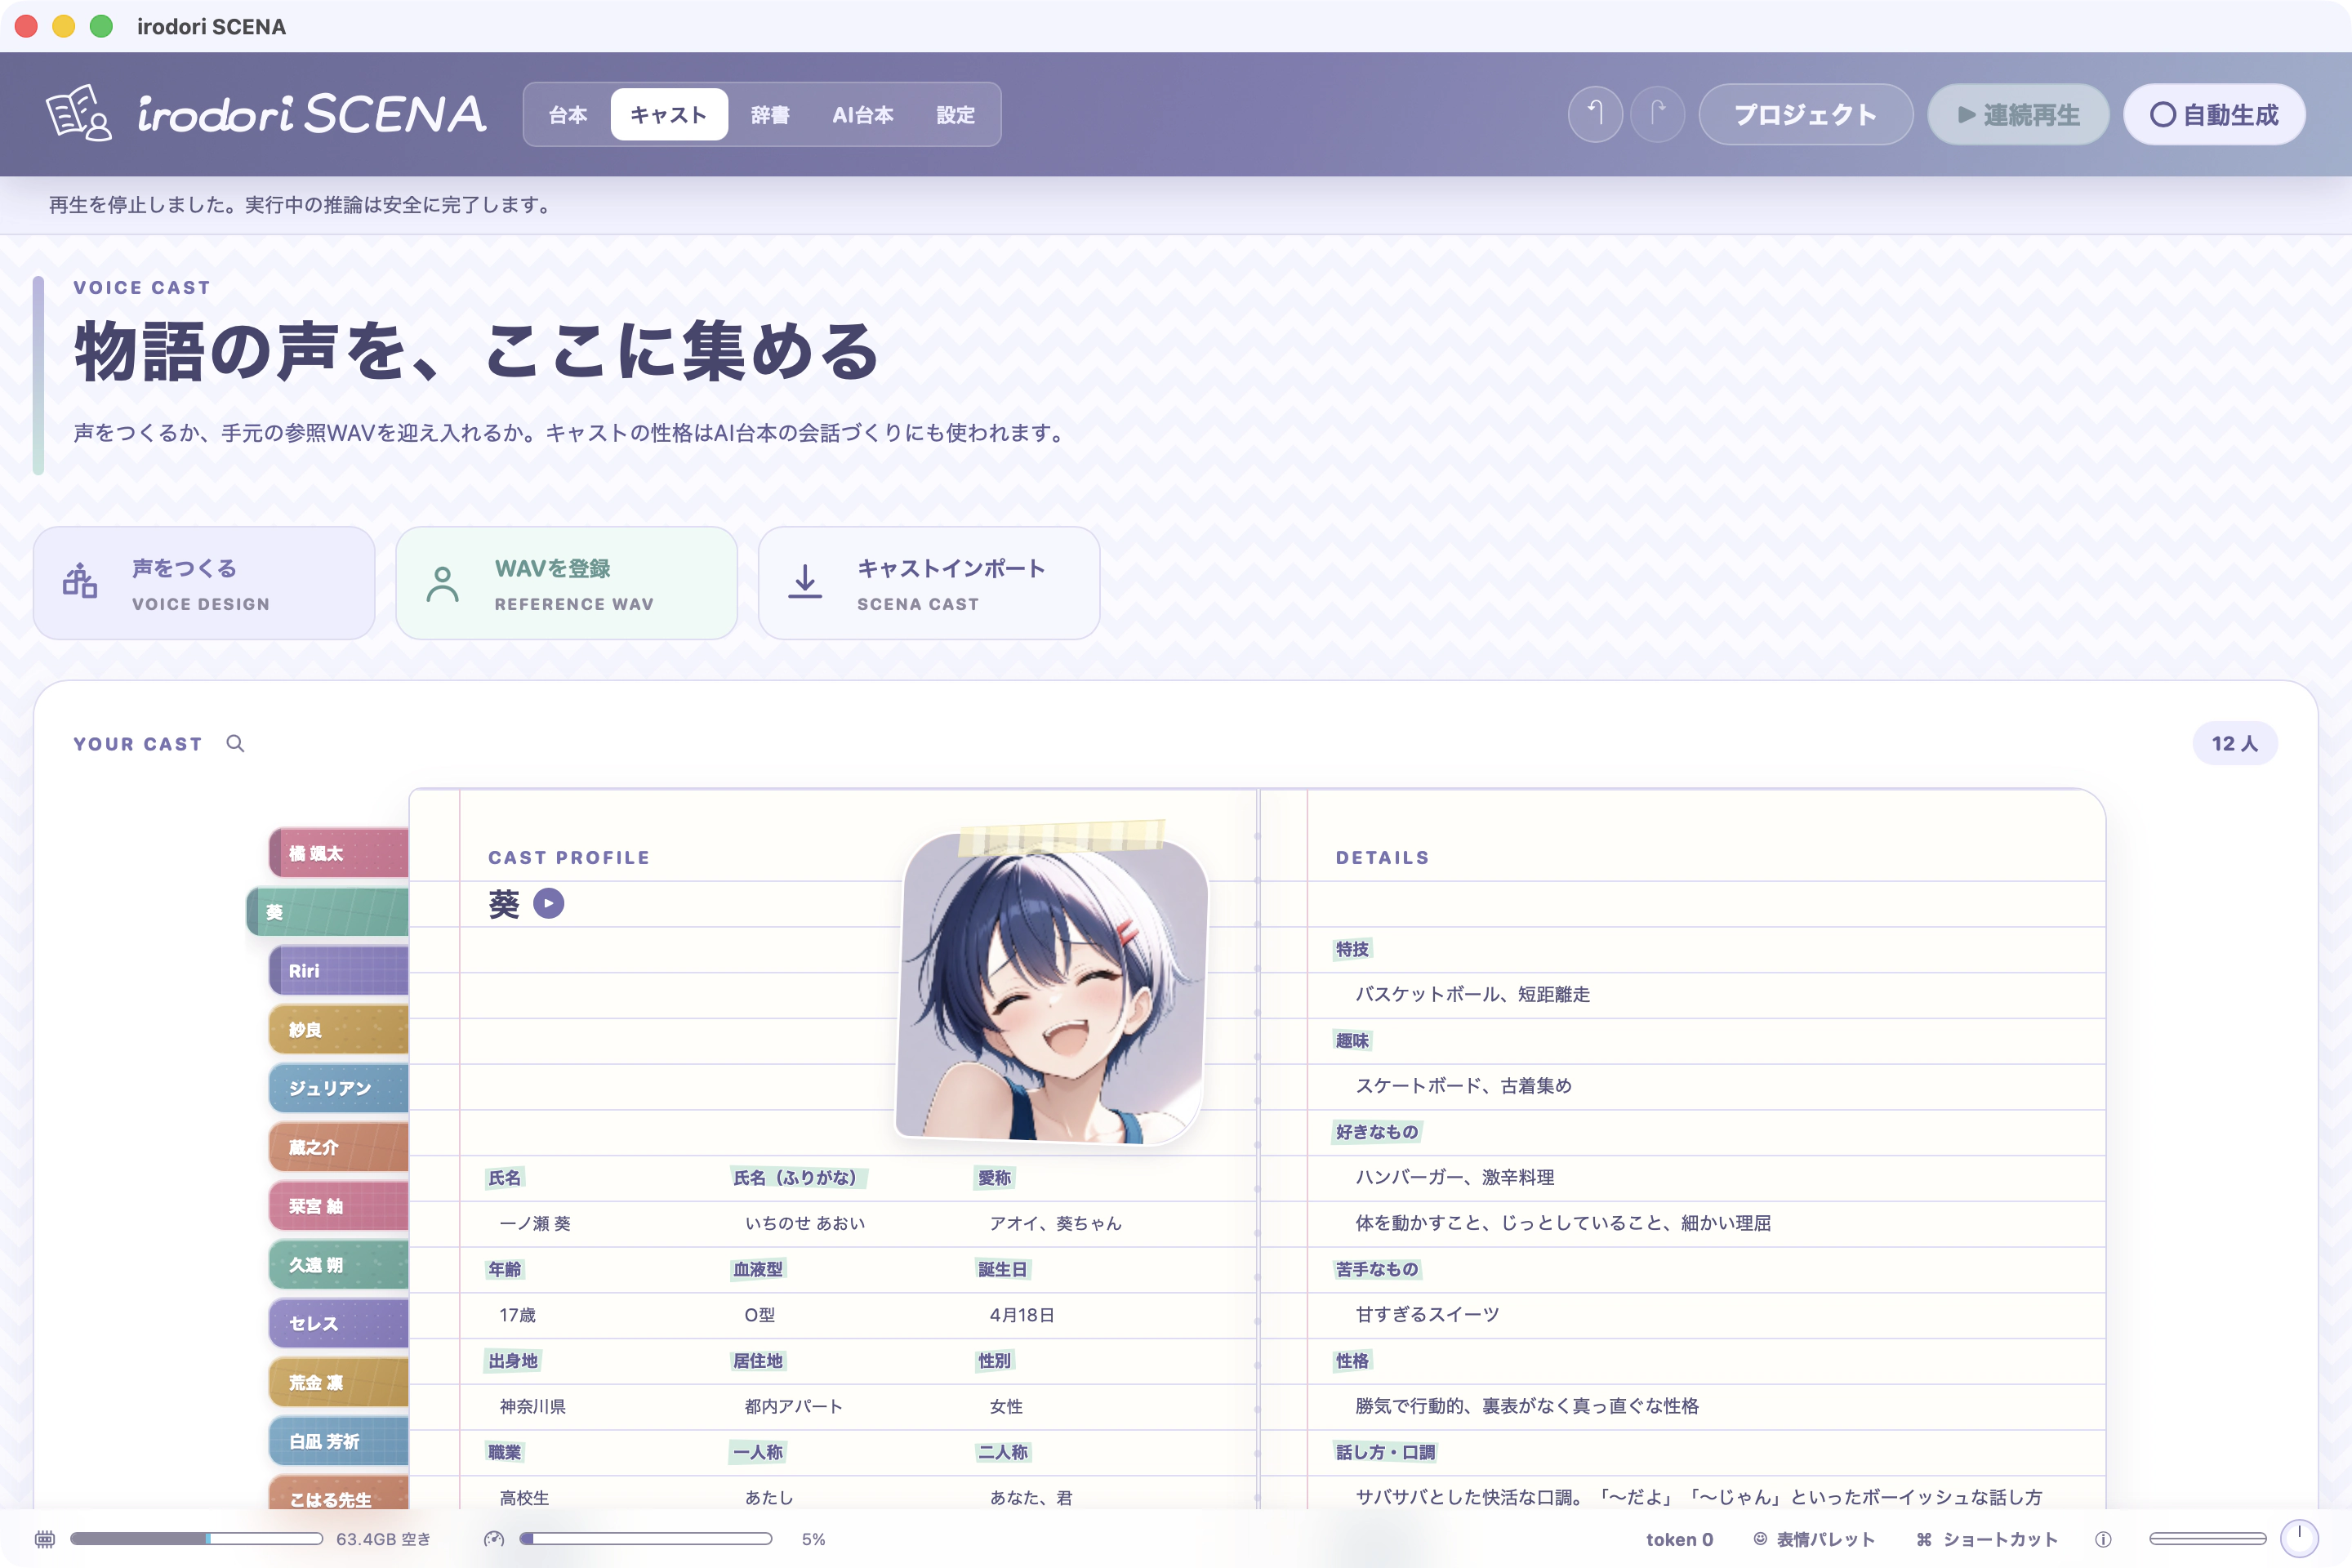 irodori SCENA
irodori SCENA
台本 キャスト 辞書 AI台本 設定
プロジェクト ▶連続再生 自動生成
再生を停止しました。実行中の推論は安全に完了します。
VOICE CAST
物語の声を、ここに集める
声をつくるか、手元の参照WAVを迎え入れるか。キャストの性格はAI台本の会話づくりにも使われます。
声をつくる
VOICE DESIGN
WAVを登録
REFERENCE WAV
キャストインポート
SCENA CAST
YOUR CAST
12 人
橘 颯太
葵
Riri
紗良
ジュリアン
蔵之介
栞宮 紬
久遠 朔
セレス
荒金 凛
白凪 芳祈
こはる先生
CAST PROFILE
葵
氏名 氏名（ふりがな） 愛称
一ノ瀬 葵 いちのせ あおい アオイ、葵ちゃん
年齢 血液型 誕生日
17歳 O型 4月18日
出身地 居住地 性別
神奈川県 都内アパート 女性
職業 一人称 二人称
高校生 あたし あなた、君
DETAILS
特技
バスケットボール、短距離走
趣味
スケートボード、古着集め
好きなもの
ハンバーガー、激辛料理
体を動かすこと、じっとしていること、細かい理屈
苦手なもの
甘すぎるスイーツ
性格
勝気で行動的、裏表がなく真っ直ぐな性格
話し方・口調
サバサバとした快活な口調。「〜だよ」「〜じゃん」といったボーイッシュな話し方
63.4GB 空き 5% token 0 表情パレット ⌘ ショートカット